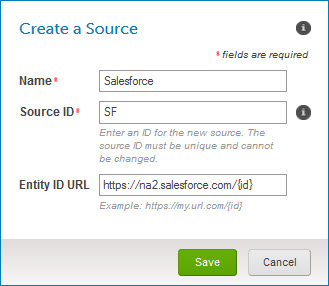 Create a Source
* fields are required
Name*
Salesforce
Source ID*
SF
Enter an ID for the new source. The
source ID must be unique and cannot
be changed.
Entity ID URL
https://na2.salesforce.com/{id}
Example: https://my.url.com/{id}
Save
Cancel